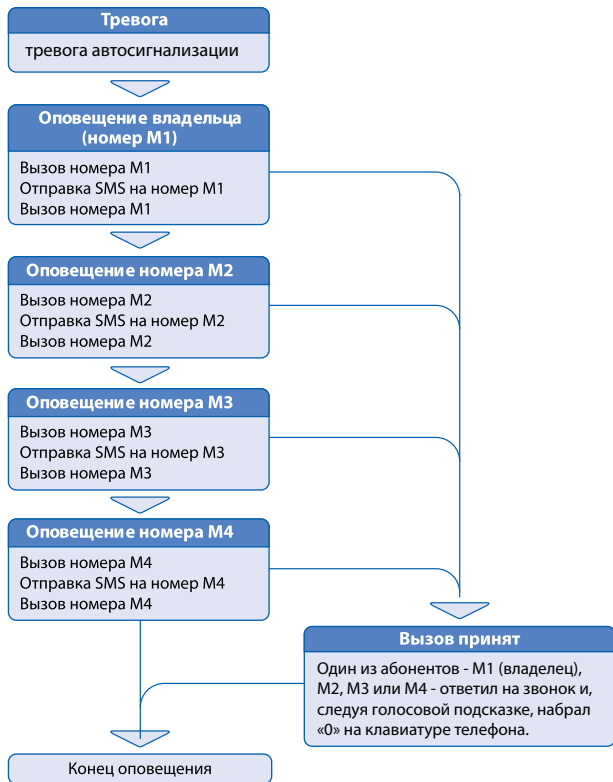 Тревога
тревога автосигнализации
Оповещение владельца
(номер М1)
Вызов номера М1
Отправка SMS на номер М1
Вызов номера М1
Оповещение номера М2
Вызов номера М2
Отправка SMS на номер М2
Вызов номера М2
Оповещение номера М3
Вызов номера М3
Отправка SMS на номер М3
Вызов номера М3
Оповещение номера М4
Вызов номера М4
Отправка SMS на номер М4
Вызов номера М4
Вызов принят
Один из абонентов - М1 (владелец),
М2, М3 или М4 - ответил на звонок и,
следуя голосовой подсказке, набрал
«0» на клавиатуре телефона.
Конец оповещения